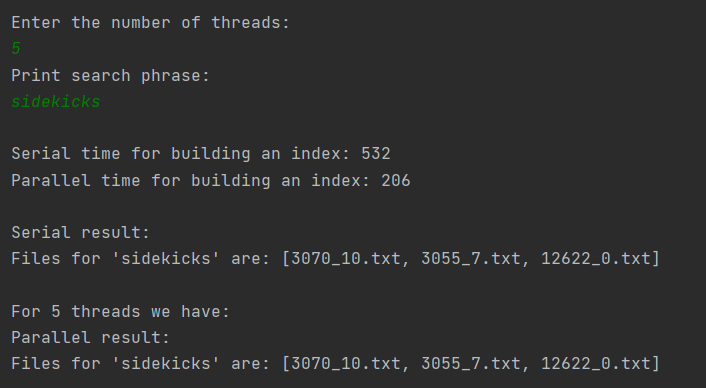 Enter the number of threads:
5
Print search phrase:
sidekicks
Serial time for building an index: 532
Parallel time for building an index: 206
Serial result:
Files for 'sidekicks' are: [3070_10.txt, 3055_7.txt, 12622_0.txt]
For 5 threads we have:
Parallel result:
Files for 'sidekicks' are: [3070_10.txt, 3055_7.txt, 12622_0.txt]